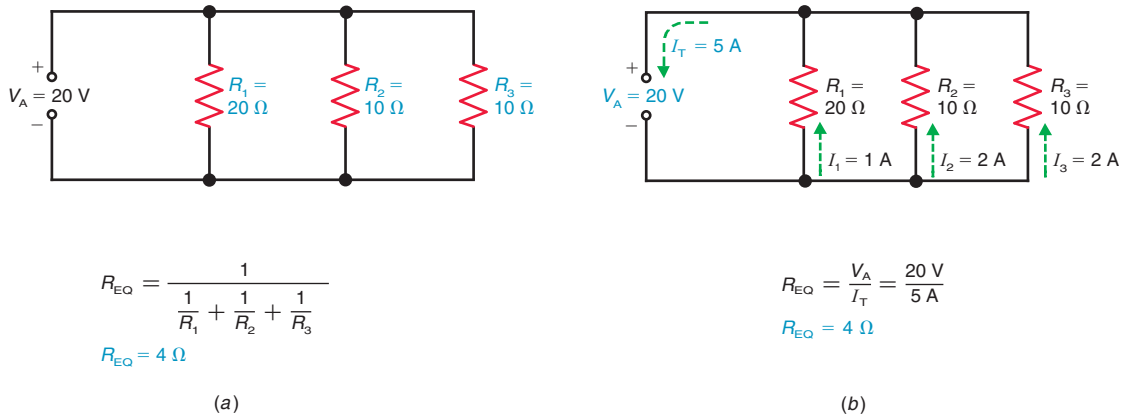 +
V_A = 20 V
−
R_1 =
20 Ω
R_2 =
10 Ω
R_3 =
10 Ω
R_EQ = 1 / (1/R_1 + 1/R_2 + 1/R_3)
R_EQ = 4 Ω
(a)
I_T = 5 A
+
V_A = 20 V
−
R_1 =
20 Ω
R_2 =
10 Ω
R_3 =
10 Ω
I_1 = 1 A
I_2 = 2 A
I_3 = 2 A
R_EQ = V_A / I_T = 20 V / 5 A
R_EQ = 4 Ω
(b)